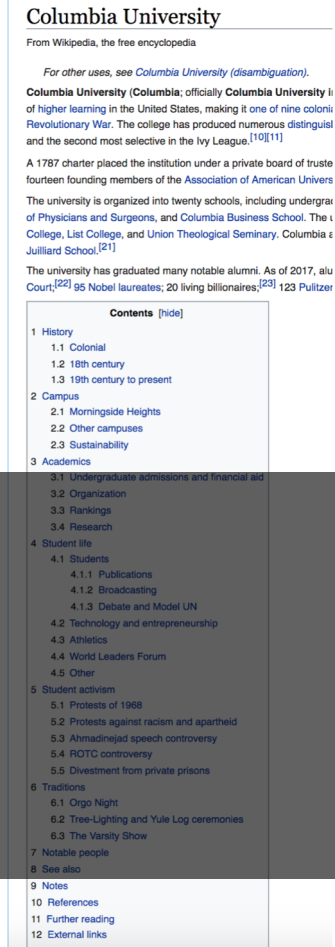 Columbia University
From Wikipedia, the free encyclopedia
For other uses, see Columbia University (disambiguation).
Columbia University (Columbia; officially Columbia University i
of higher learning in the United States, making it one of nine colonia
Revolutionary War. The college has produced numerous distinguis
and the second most selective in the Ivy League.[10][11]
A 1787 charter placed the institution under a private board of truste
fourteen founding members of the Association of American Univers
The university is organized into twenty schools, including undergra
of Physicians and Surgeons, and Columbia Business School. The u
College, List College, and Union Theological Seminary. Columbia a
Juilliard School.[21]
The university has graduated many notable alumni. As of 2017, alu
Court;[22] 95 Nobel laureates; 20 living billionaires;[23] 123 Pulitzer
Contents [hide]
1 History
1.1 Colonial
1.2 18th century
1.3 19th century to present
2 Campus
2.1 Morningside Heights
2.2 Other campuses
2.3 Sustainability
3 Academics
3.1 Undergraduate admissions and financial aid
3.2 Organization
3.3 Rankings
3.4 Research
4 Student life
4.1 Students
4.1.1 Publications
4.1.2 Broadcasting
4.1.3 Debate and Model UN
4.2 Technology and entrepreneurship
4.3 Athletics
4.4 World Leaders Forum
4.5 Other
5 Student activism
5.1 Protests of 1968
5.2 Protests against racism and apartheid
5.3 Ahmadinejad speech controversy
5.4 ROTC controversy
5.5 Divestment from private prisons
6 Traditions
6.1 Orgo Night
6.2 Tree-Lighting and Yule Log ceremonies
6.3 The Varsity Show
7 Notable people
8 See also
9 Notes
10 References
11 Further reading
12 External links